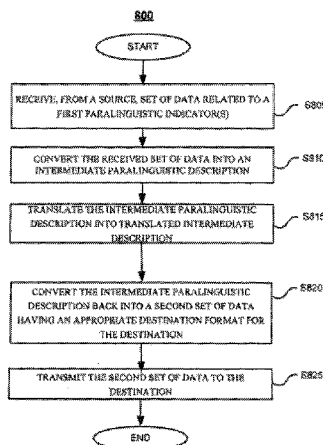 800
START
RECEIVE, FROM A SOURCE, SET OF DATA RELATED TO A
FIRST PARALINGUISTIC INDICATOR(S)
S805
CONVERT THE RECEIVED SET OF DATA INTO AN
INTERMEDIATE PARALINGUISTIC DESCRIPTION
S810
TRANSLATE THE INTERMEDIATE PARALINGUISTIC
DESCRIPTION INTO TRANSLATED INTERMEDIATE
DESCRIPTION
S815
CONVERT THE INTERMEDIATE PARALINGUISTIC
DESCRIPTION BACK INTO A SECOND SET OF DATA
HAVING AN APPROPRIATE DESTINATION FORMAT FOR
THE DESTINATION
S820
TRANSMIT THE SECOND SET OF DATA TO THE
DESTINATION
S825
END